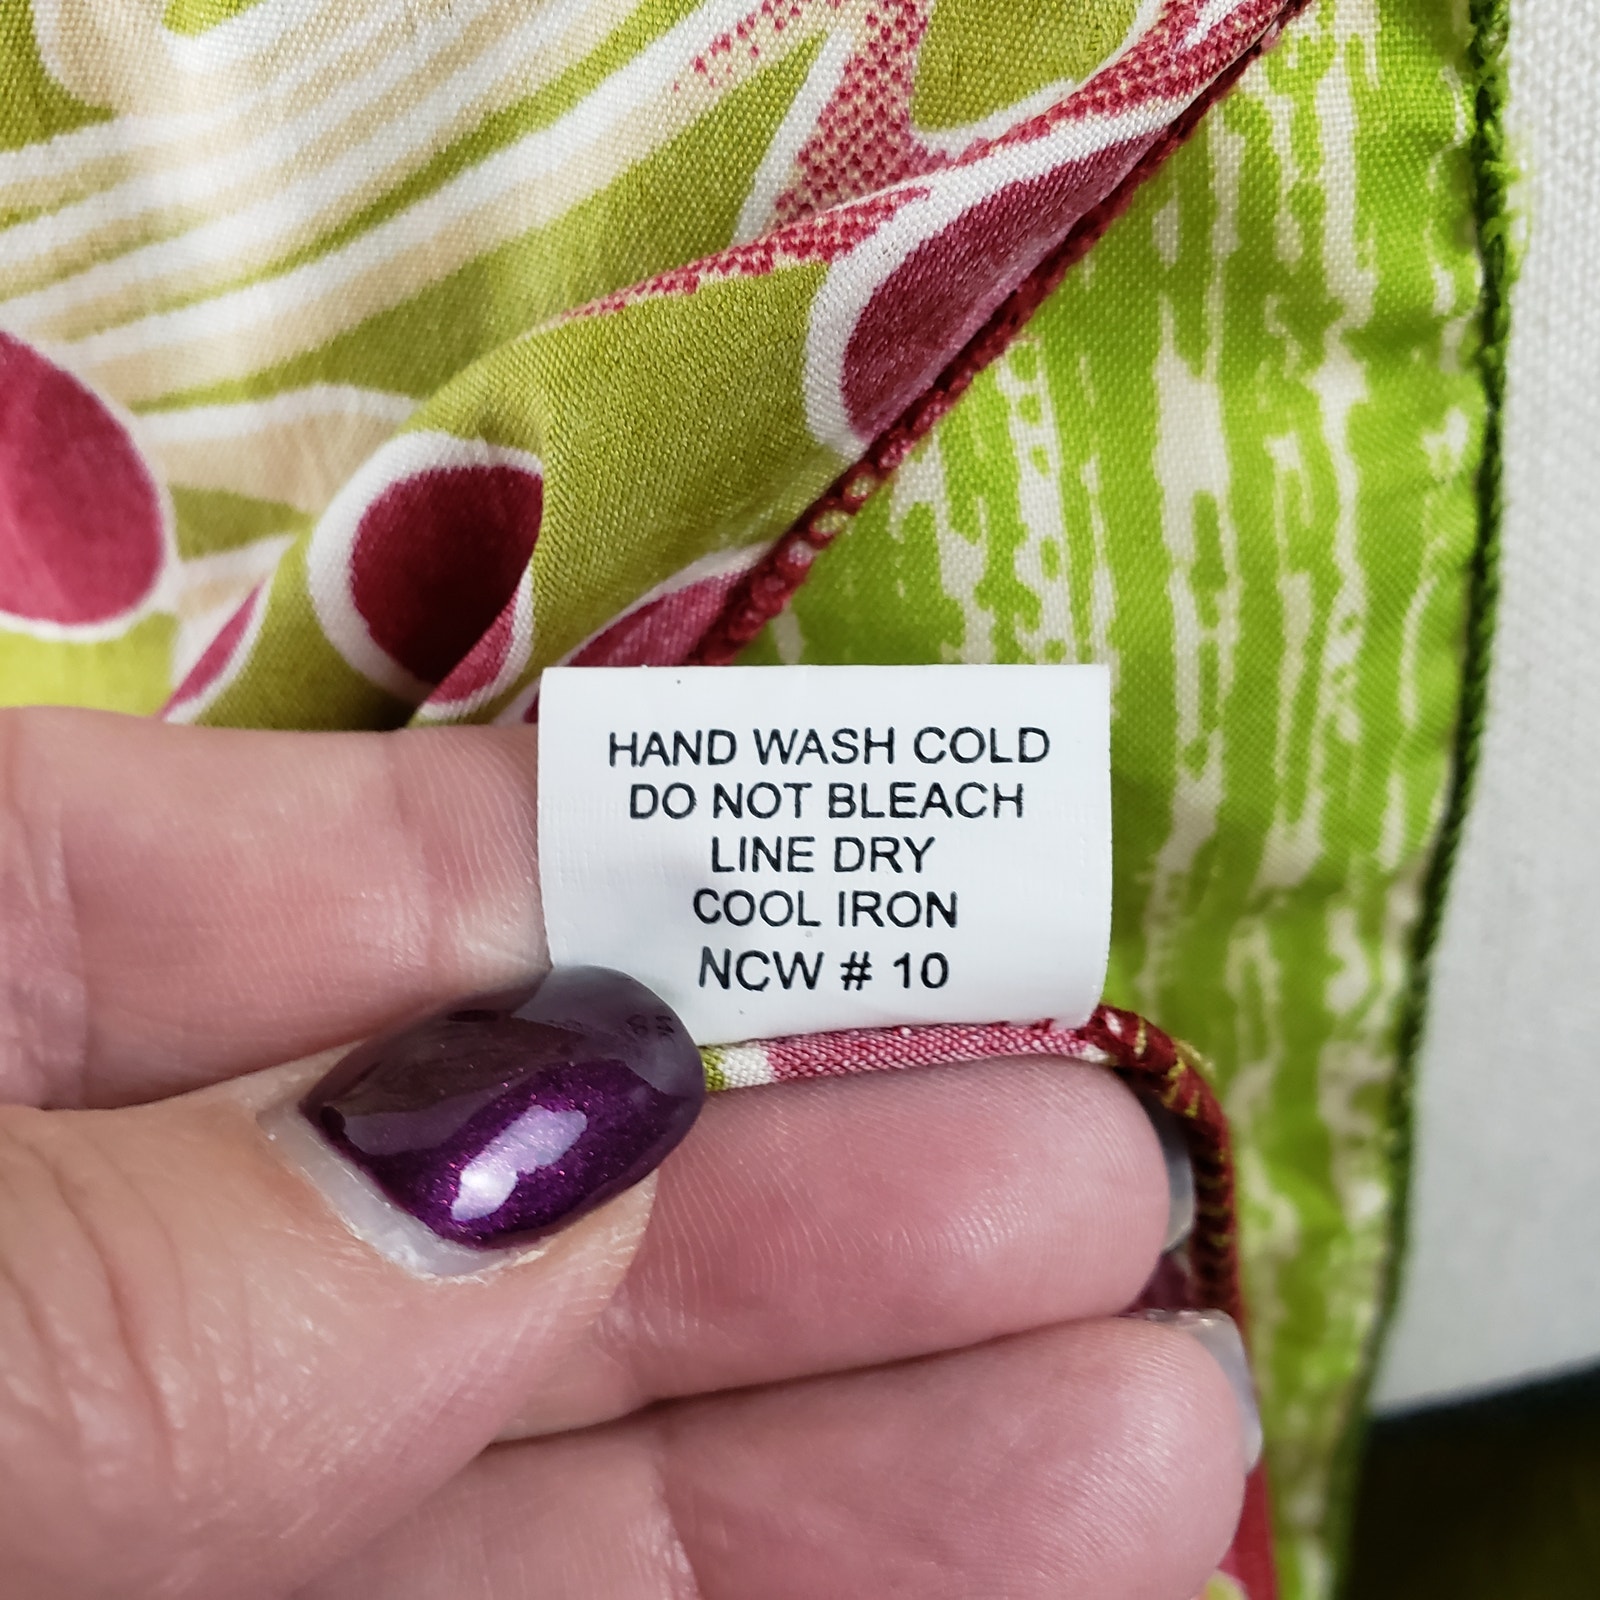 HAND WASH COLD
DO NOT BLEACH
LINE DRY
COOL IRON
NCW # 10